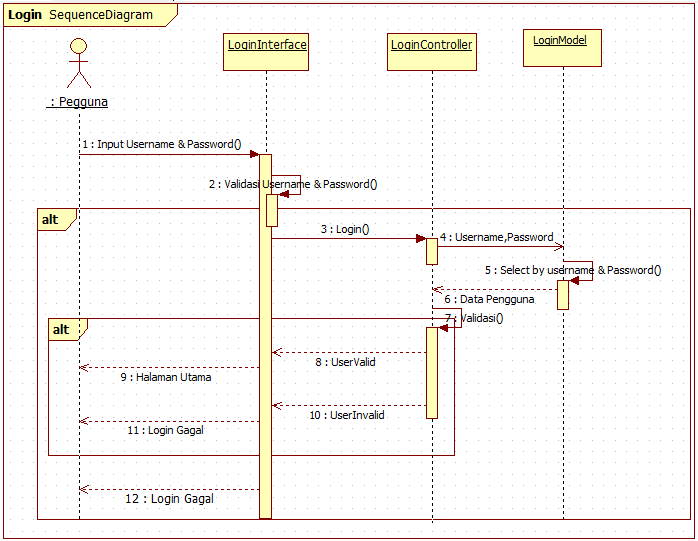 Login SequenceDiagram
LoginInterface
LoginController
LoginModel
: Pegguna
1 : Input Username & Password()
2 : Validasi Username & Password()
alt
3 : Login()
4 : Username,Password
5 : Select by username & Password()
6 : Data Pengguna
7 : Validasi()
alt
8 : UserValid
9 : Halaman Utama
10 : UserInvalid
11 : Login Gagal
12 : Login Gagal